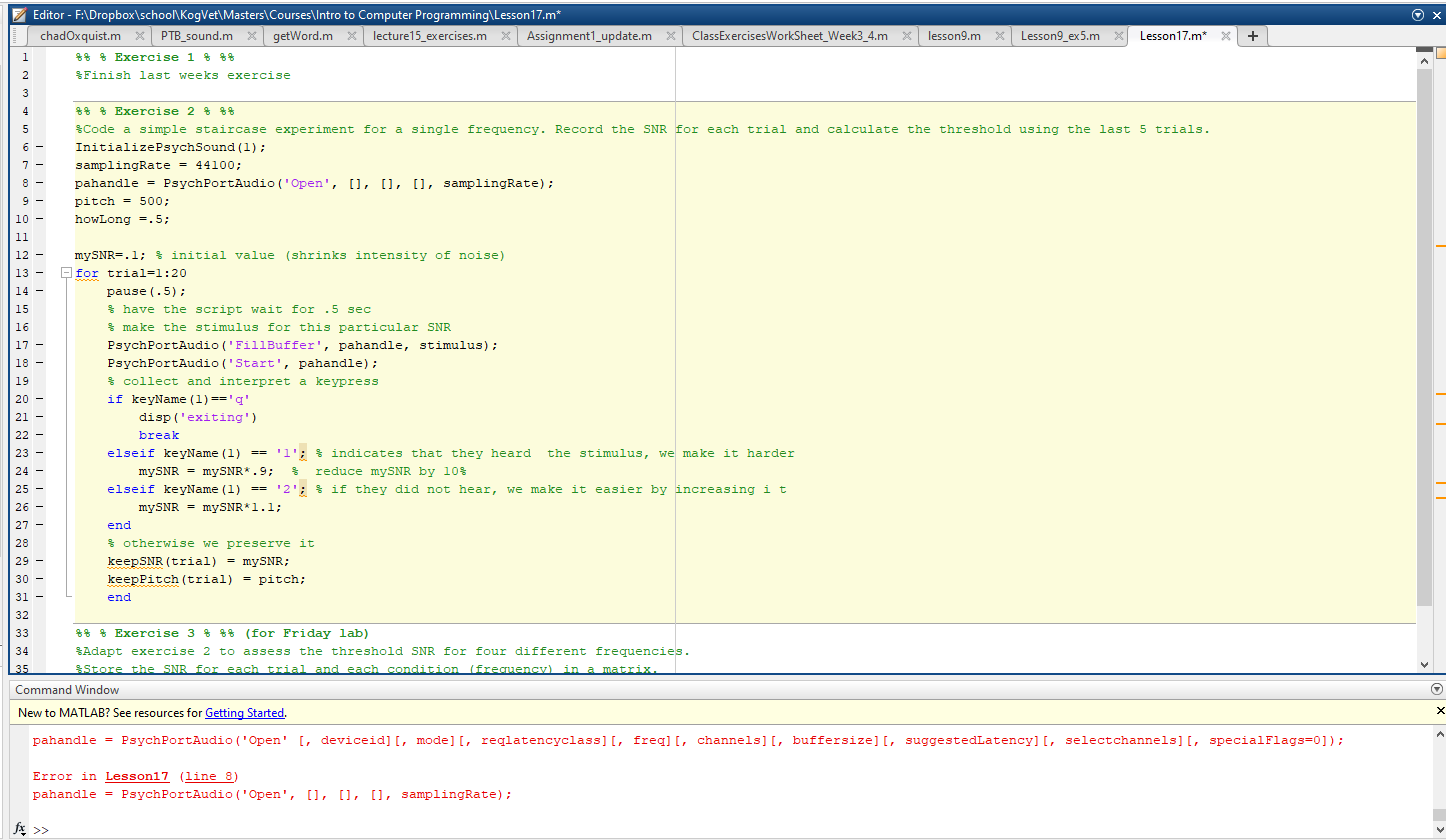 Editor - F:\Dropbox\school\KogVet\Masters\Courses\Intro to Computer Programming\Lesson17.m*
chadOxquist.m PTB_sound.m getWord.m lecture15_exercises.m Assignment1_update.m ClassExercisesWorkSheet_Week3_4.m lesson9.m Lesson9_ex5.m Lesson17.m*
1 %% % Exercise 1 % %%
2 %Finish last weeks exercise
3
4 %% % Exercise 2 % %%
5 %Code a simple staircase experiment for a single frequency. Record the SNR for each trial and calculate the threshold using the last 5 trials.
6 InitializePsychSound(1);
7 samplingRate = 44100;
8 pahandle = PsychPortAudio('Open', [], [], [], samplingRate);
9 pitch = 500;
10 howLong =.5;
11
12 mySNR=.1; % initial value (shrinks intensity of noise)
13 for trial=1:20
14 pause(.5);
15 % have the script wait for .5 sec
16 % make the stimulus for this particular SNR
17 PsychPortAudio('FillBuffer', pahandle, stimulus);
18 PsychPortAudio('Start', pahandle);
19 % collect and interpret a keypress
20 if keyName(1)=='q'
21 disp('exiting')
22 break
23 elseif keyName(1) == '1'; % indicates that they heard  the stimulus, we make it harder
24 mySNR = mySNR*.9;  %  reduce mySNR by 10%
25 elseif keyName(1) == '2'; % if they did not hear, we make it easier by increasing i t
26 mySNR = mySNR*1.1;
27 end
28 % otherwise we preserve it
29 keepSNR(trial) = mySNR;
30 keepPitch(trial) = pitch;
31 end
32
33 %% % Exercise 3 % %% (for Friday lab)
34 %Adapt exercise 2 to assess the threshold SNR for four different frequencies.
35 %Store the SNR for each trial and each condition (frequency) in a matrix.
Command Window
New to MATLAB? See resources for Getting Started.
pahandle = PsychPortAudio('Open' [, deviceid][, mode][, reqlatencyclass][, freq][, channels][, buffersize][, suggestedLatency][, selectchannels][, specialFlags=0]);
Error in Lesson17 (line 8)
pahandle = PsychPortAudio('Open', [], [], [], samplingRate);
fx >>